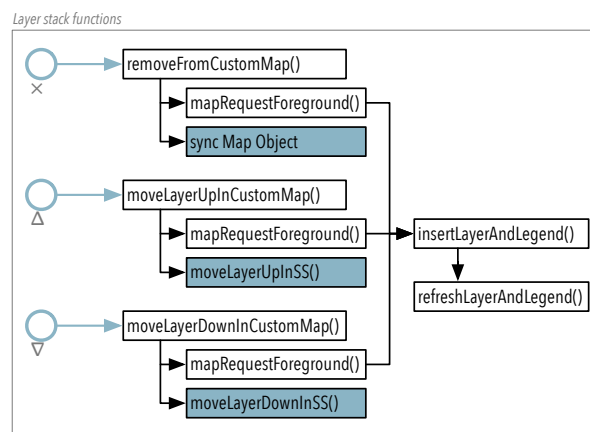 Layer stack functions
removeFromCustomMap()
×
mapRequestForeground()
sync Map Object
moveLayerUpInCustomMap()
Δ
mapRequestForeground()
insertLayerAndLegend()
moveLayerUpInSS()
refreshLayerAndLegend()
moveLayerDownInCustomMap()
∇
mapRequestForeground()
moveLayerDownInSS()